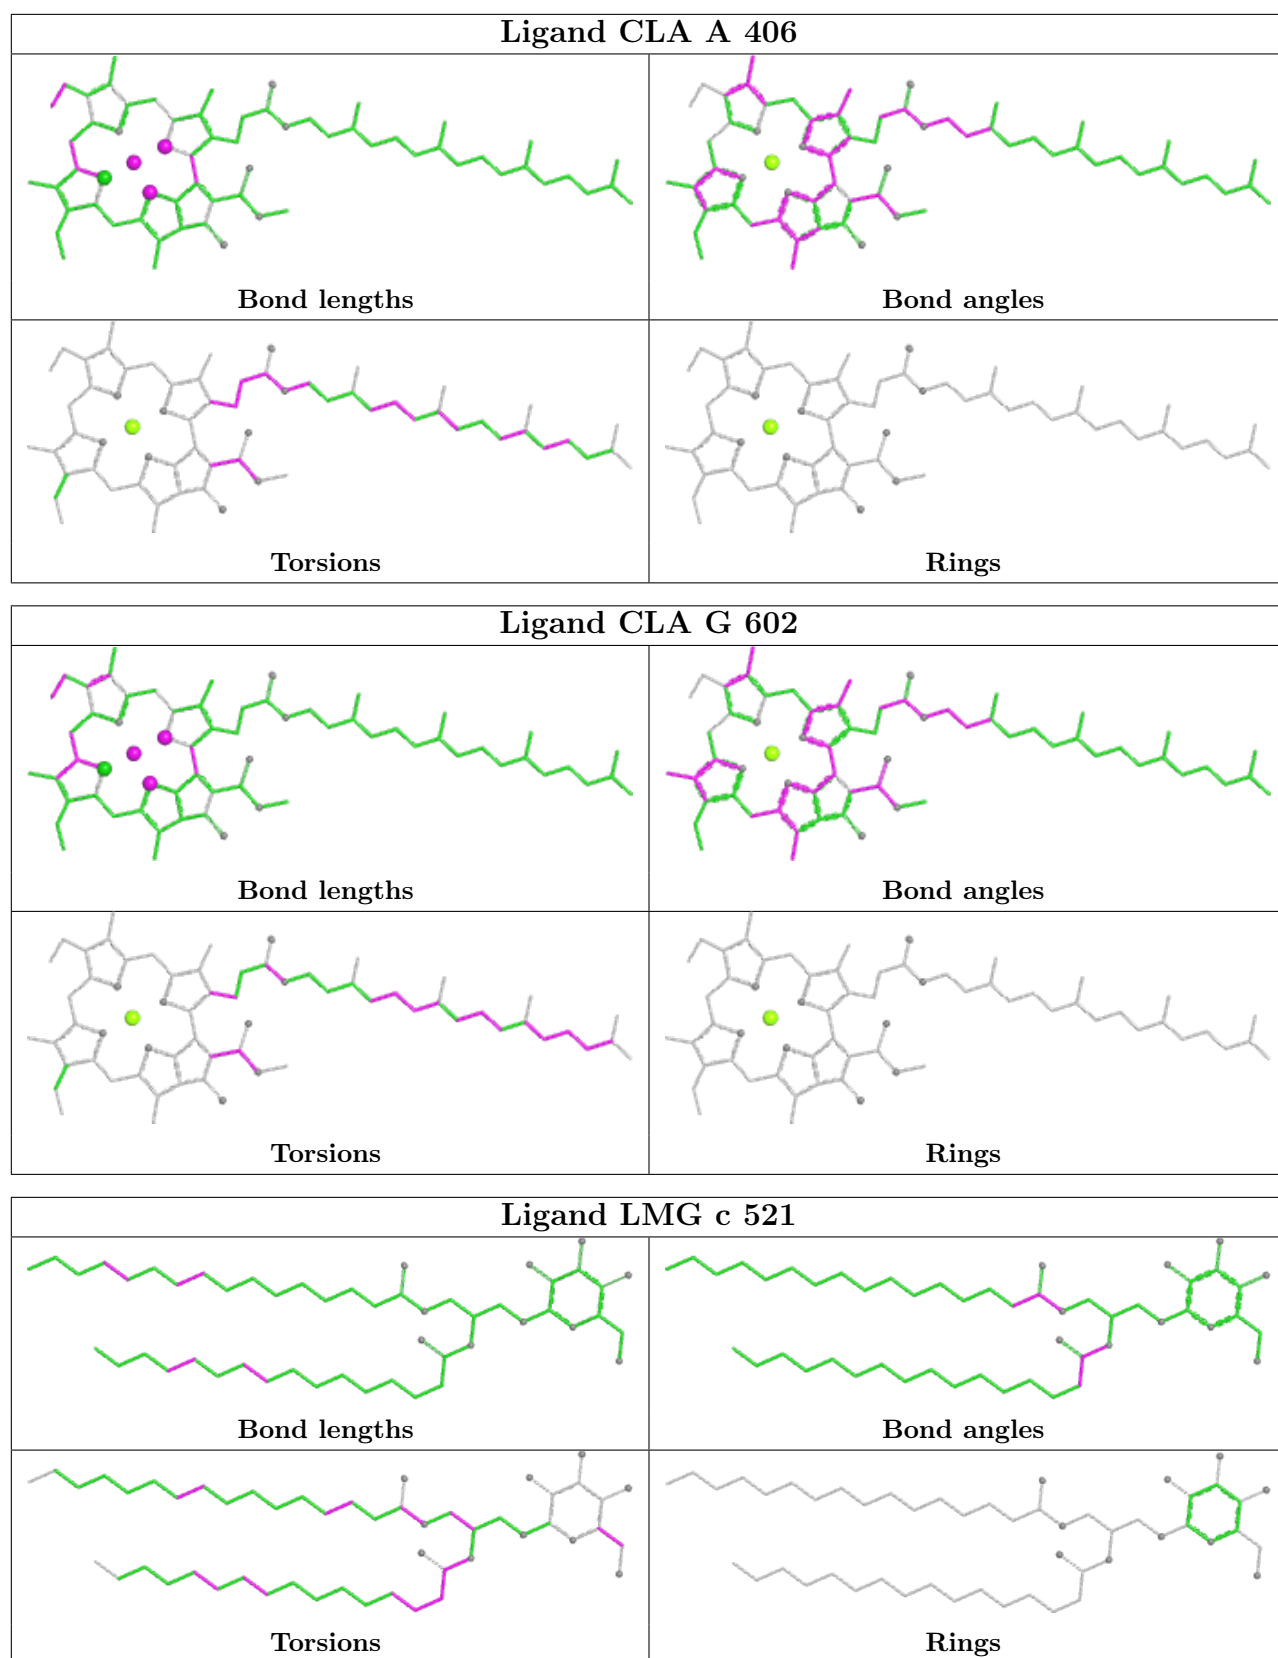 Ligand CLA A 406
Bond lengths
Bond angles
Torsions
Rings
Ligand CLA G 602
Bond lengths
Bond angles
Torsions
Rings
Ligand LMG c 521
Bond lengths
Bond angles
Torsions
Rings